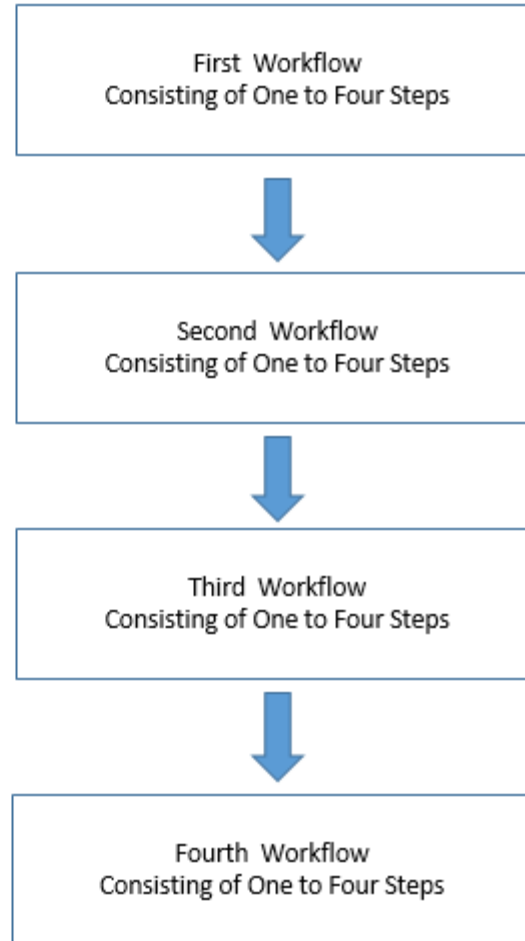 First Workflow
Consisting of One to Four Steps
Second Workflow
Consisting of One to Four Steps
Third Workflow
Consisting of One to Four Steps
Fourth Workflow
Consisting of One to Four Steps